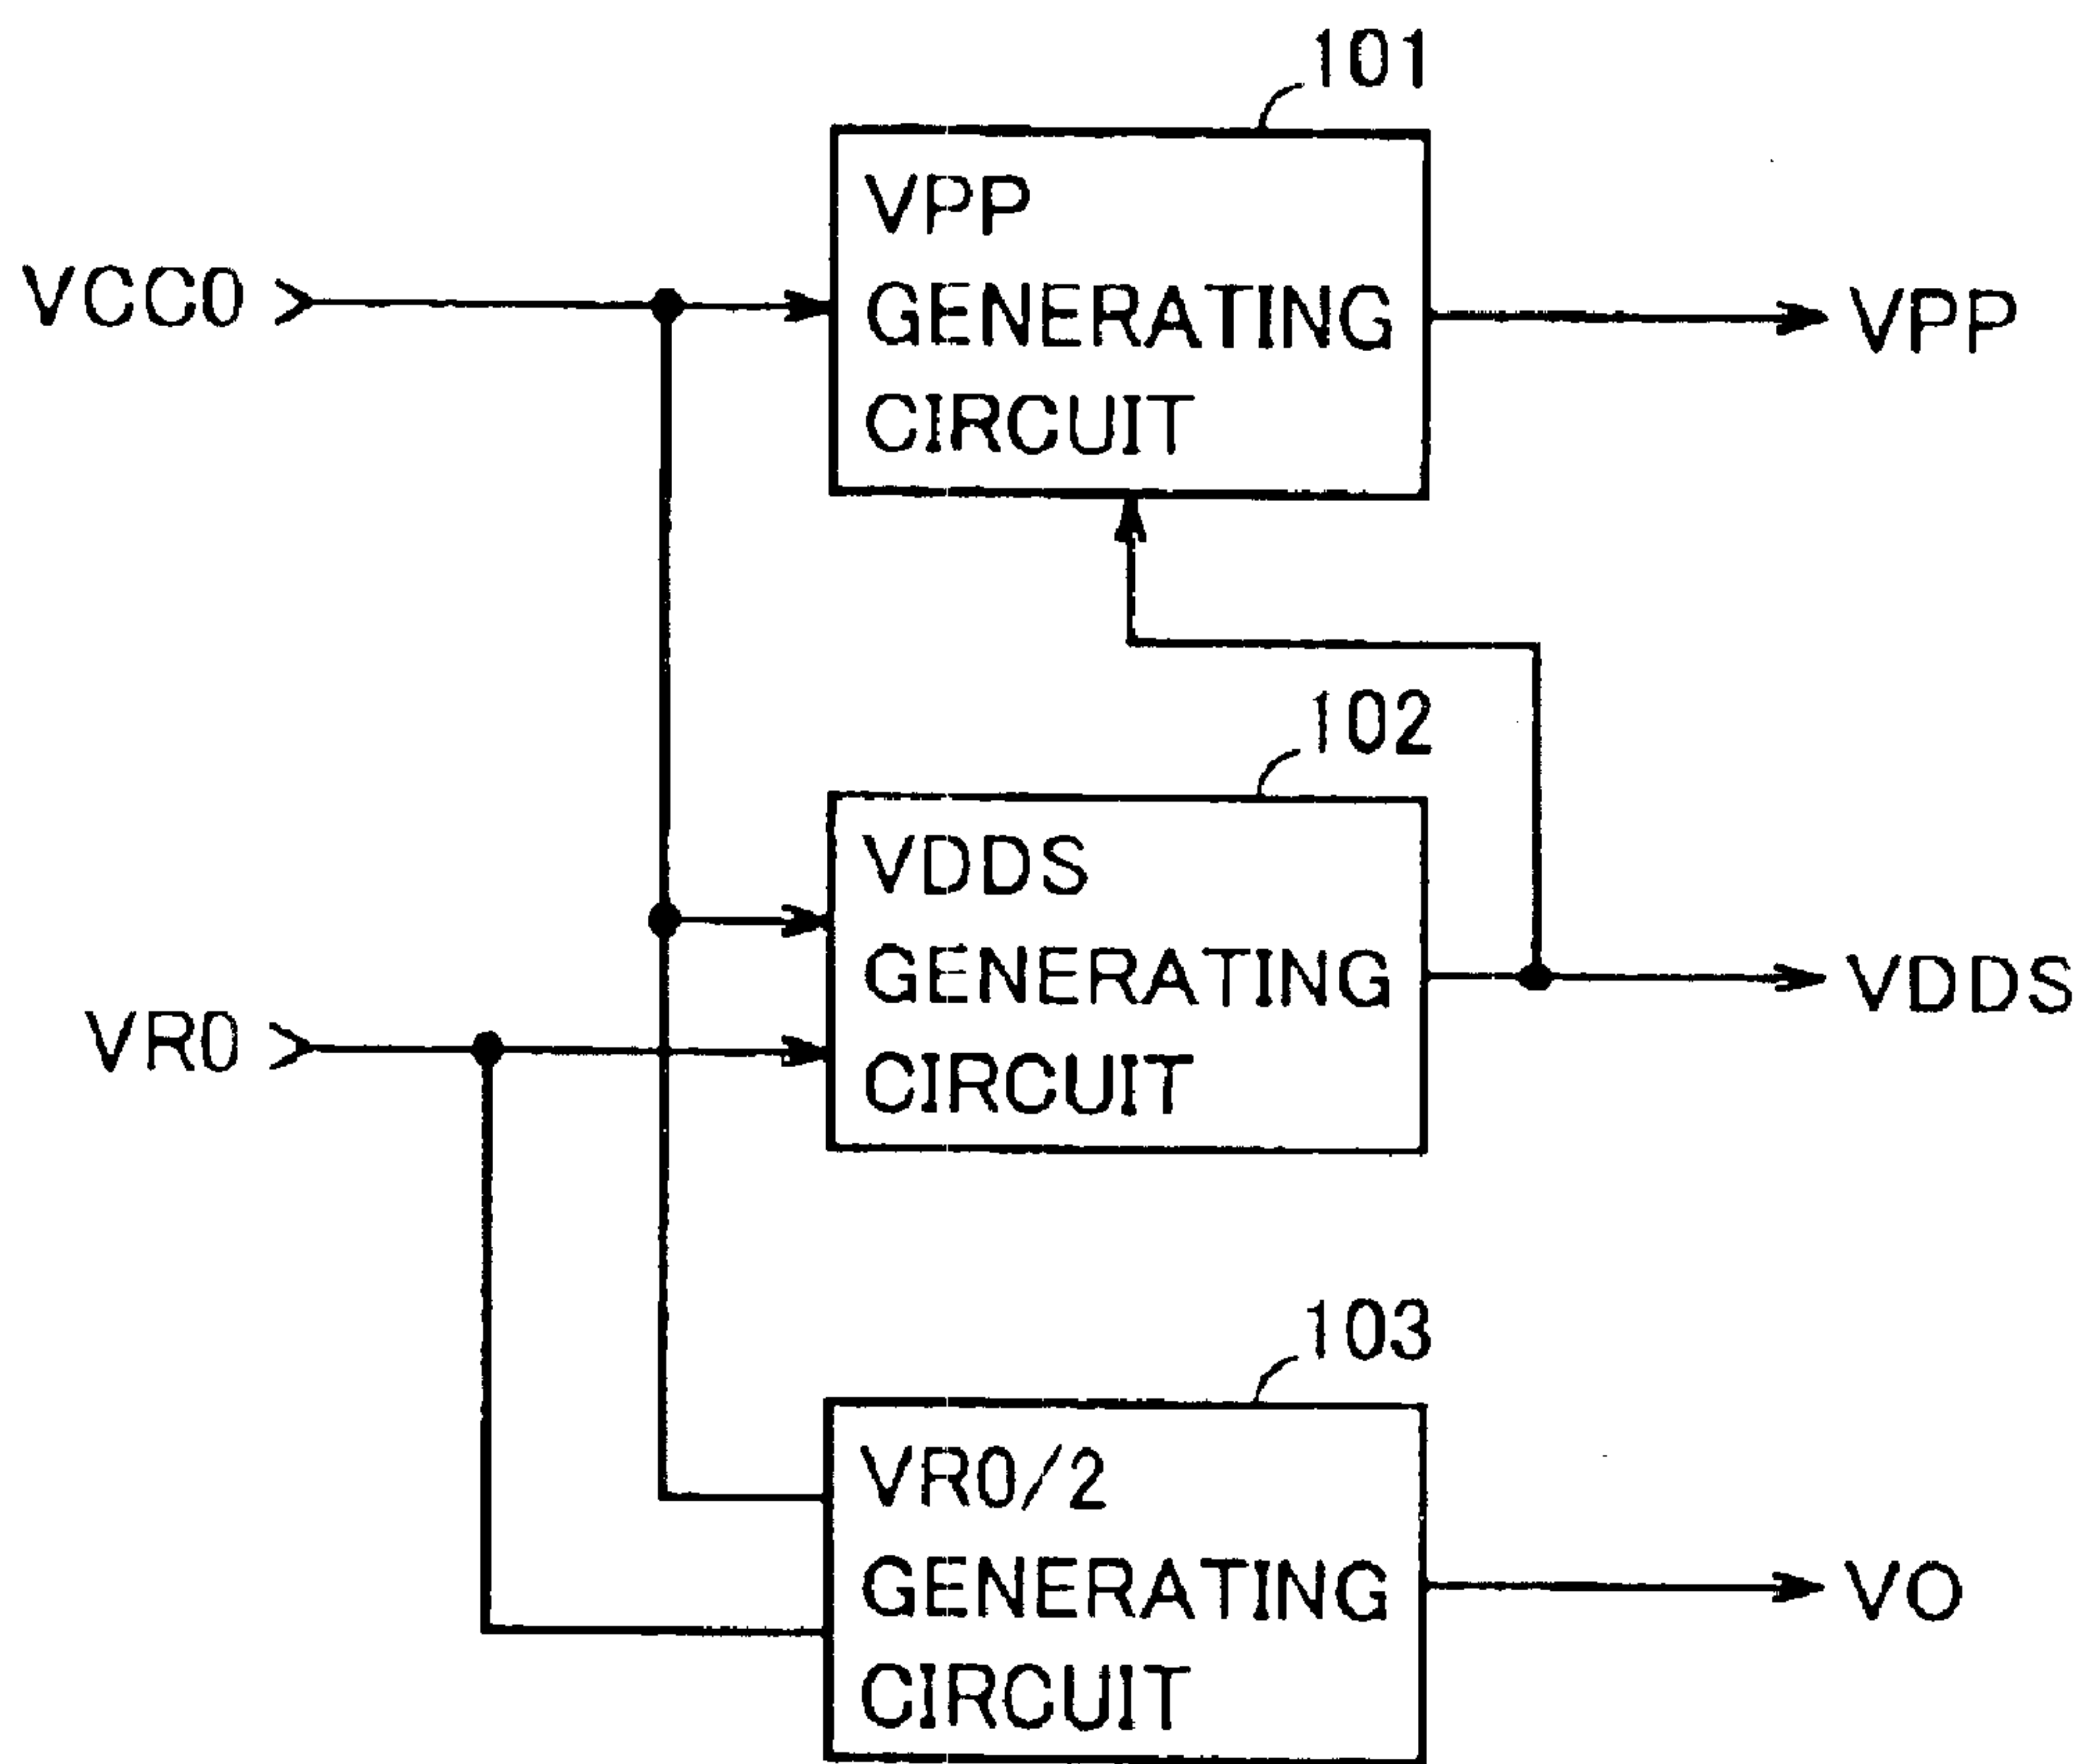 101
VPP
GENERATING
CIRCUIT
VCC0
VPP
102
VDDS
GENERATING
CIRCUIT
VR0
VDDS
103
VR0/2
GENERATING
CIRCUIT
VO